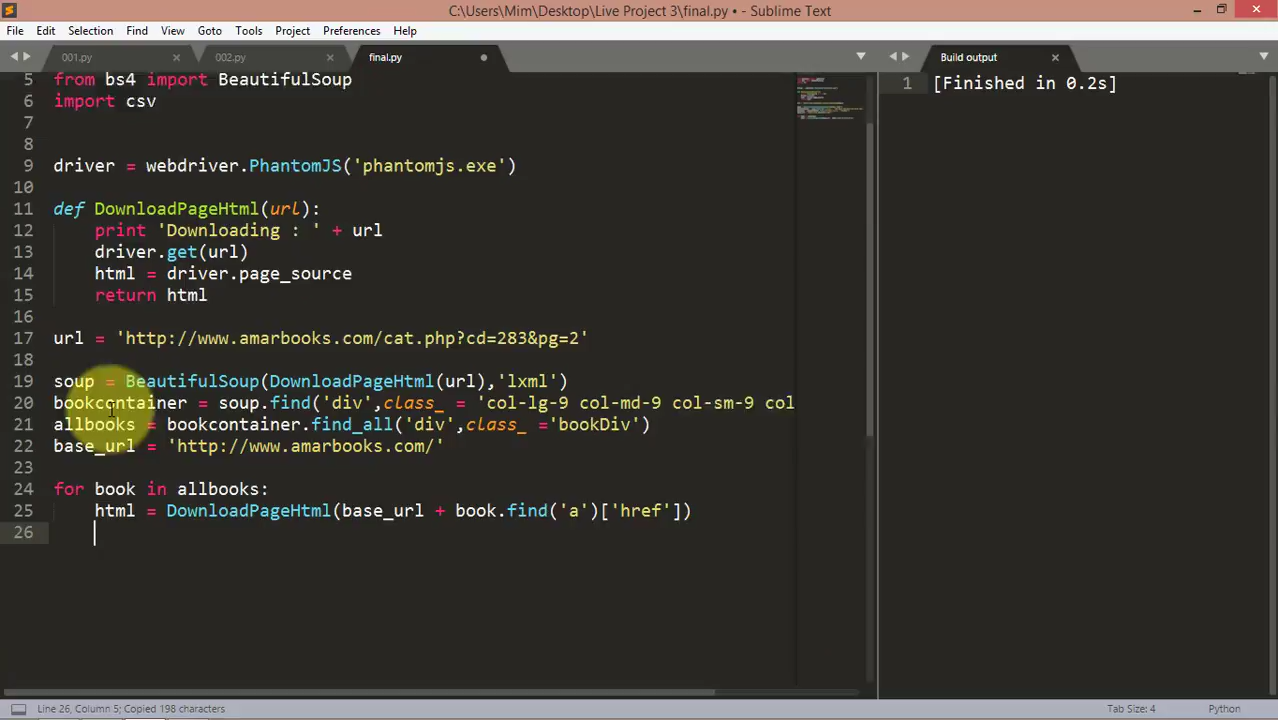 C:\Users\Mim\Desktop\Live Project 3\final.py • - Sublime Text
File Edit Selection Find View Goto Tools Project Preferences Help
001.py 002.py final.py Build output
5 from bs4 import BeautifulSoup
6 import csv
7
8
9 driver = webdriver.PhantomJS('phantomjs.exe')
10
11 def DownloadPageHtml(url):
12 print 'Downloading : ' + url
13 driver.get(url)
14 html = driver.page_source
15 return html
16
17 url = 'http://www.amarbooks.com/cat.php?cd=283&pg=2'
18
19 soup = BeautifulSoup(DownloadPageHtml(url),'lxml')
20 bookcontainer = soup.find('div',class_ = 'col-lg-9 col-md-9 col-sm-9 col
21 allbooks = bookcontainer.find_all('div',class_ ='bookDiv')
22 base_url = 'http://www.amarbooks.com/'
23
24 for book in allbooks:
25 html = DownloadPageHtml(base_url + book.find('a')['href'])
26
1 [Finished in 0.2s]
Line 26, Column 5; Copied 198 characters Tab Size: 4 Python